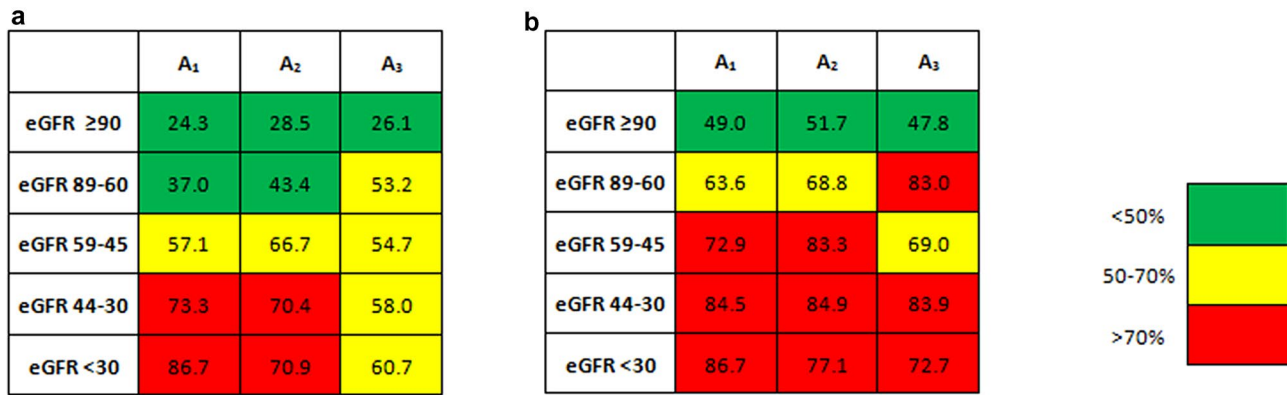 a
A₁ A₂ A₃
eGFR ≥90 24.3 28.5 26.1
eGFR 89-60 37.0 43.4 53.2
eGFR 59-45 57.1 66.7 54.7
eGFR 44-30 73.3 70.4 58.0
eGFR <30 86.7 70.9 60.7
b
A₁ A₂ A₃
eGFR ≥90 49.0 51.7 47.8
eGFR 89-60 63.6 68.8 83.0
eGFR 59-45 72.9 83.3 69.0
eGFR 44-30 84.5 84.9 83.9
eGFR <30 86.7 77.1 72.7
<50%
50-70%
>70%